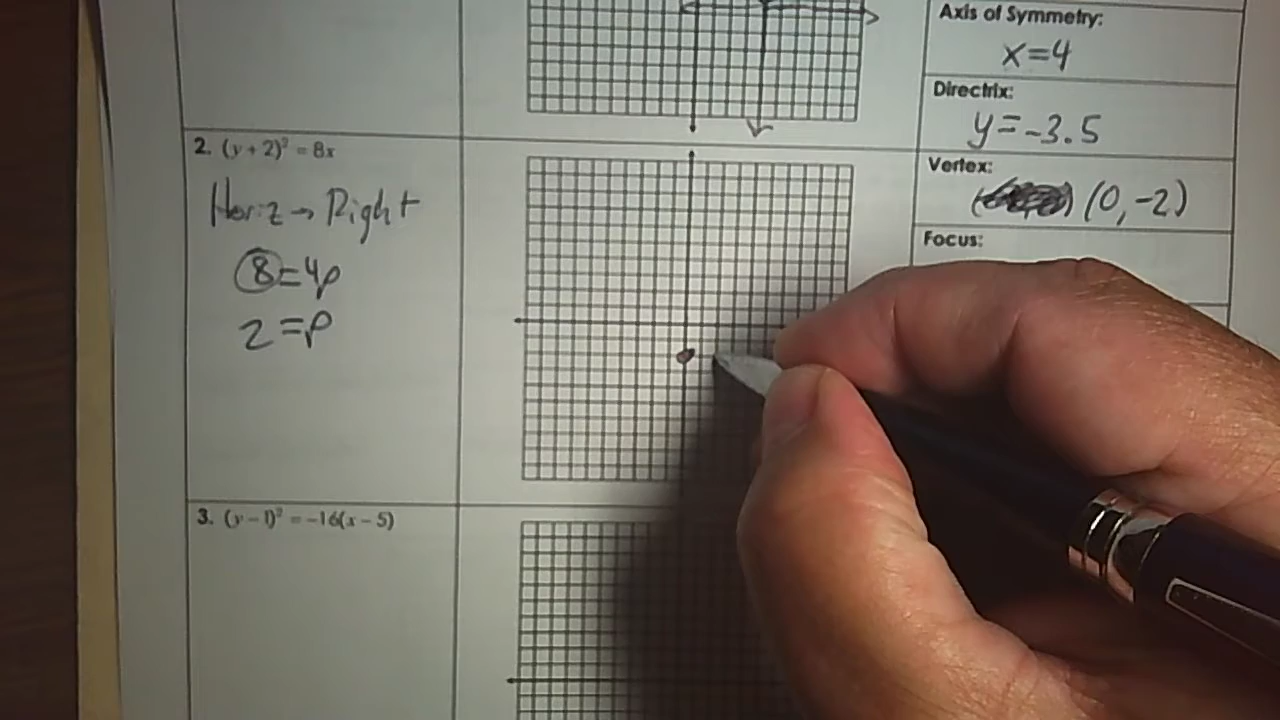 Axis of Symmetry:
x=4
Directrix:
y=-3.5
2. (y + 2)² = 8x
Horiz → Right
8=4p
2=p
Vertex:
(0,-2)
Focus:
3. (y – 1)² = –16(x – 5)